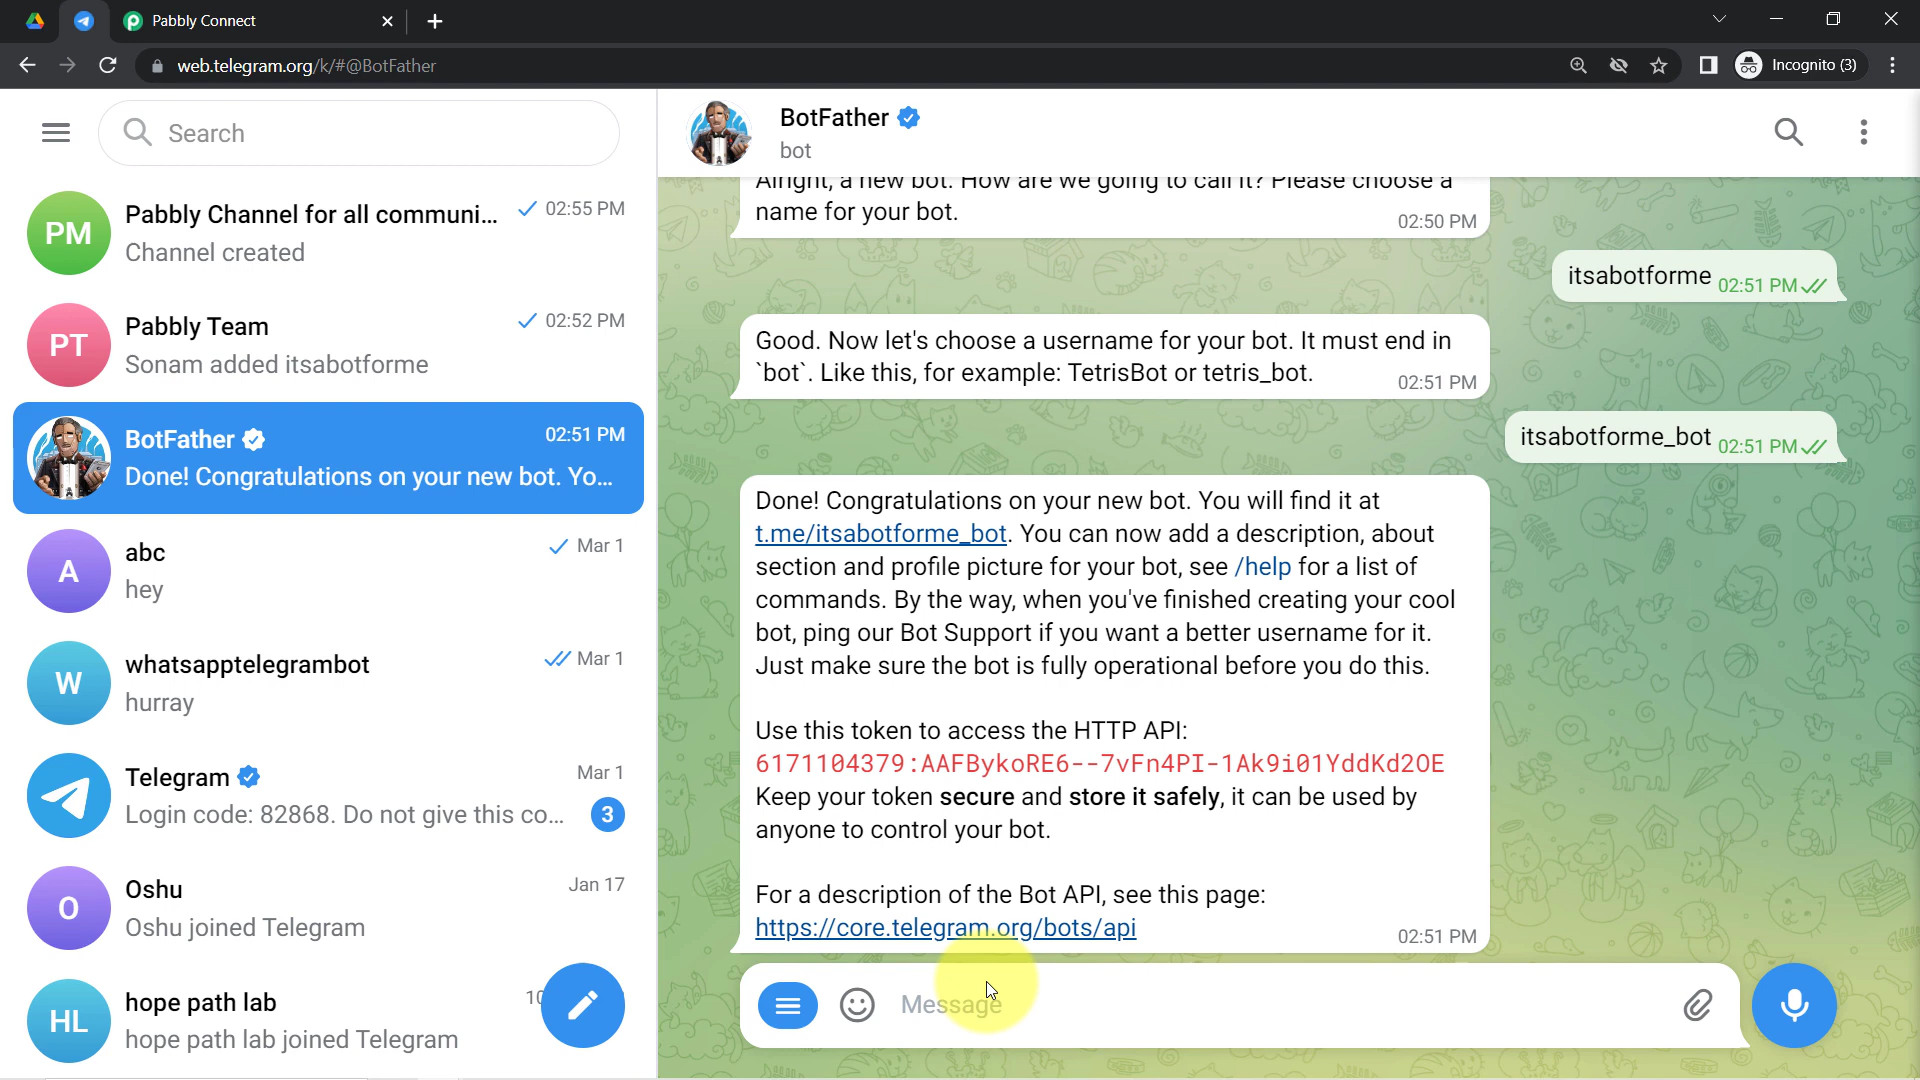 Pabbly Connect
web.telegram.org/k/#@BotFather
Incognito (3)
Search
PM
Pabbly Channel for all communi...
02:55 PM
Channel created
PT
Pabbly Team
02:52 PM
Sonam added itsabotforme
BotFather
02:51 PM
Done! Congratulations on your new bot. Yo...
A
abc
Mar 1
hey
W
whatsapptelegrambot
Mar 1
hurray
Telegram
Mar 1
Login code: 82868. Do not give this co...
3
O
Oshu
Jan 17
Oshu joined Telegram
HL
hope path lab
10
hope path lab joined Telegram
BotFather
bot
Alright, a new bot. How are we going to call it? Please choose a
name for your bot.
02:50 PM
itsabotforme
02:51 PM
Good. Now let's choose a username for your bot. It must end in
`bot`. Like this, for example: TetrisBot or tetris_bot.
02:51 PM
itsabotforme_bot
02:51 PM
Done! Congratulations on your new bot. You will find it at
t.me/itsabotforme_bot. You can now add a description, about
section and profile picture for your bot, see /help for a list of
commands. By the way, when you've finished creating your cool
bot, ping our Bot Support if you want a better username for it.
Just make sure the bot is fully operational before you do this.
Use this token to access the HTTP API:
6171104379:AAFBykoRE6--7vFn4PI-1Ak9i01YddKd2OE
Keep your token secure and store it safely, it can be used by
anyone to control your bot.
For a description of the Bot API, see this page:
https://core.telegram.org/bots/api
02:51 PM
Message